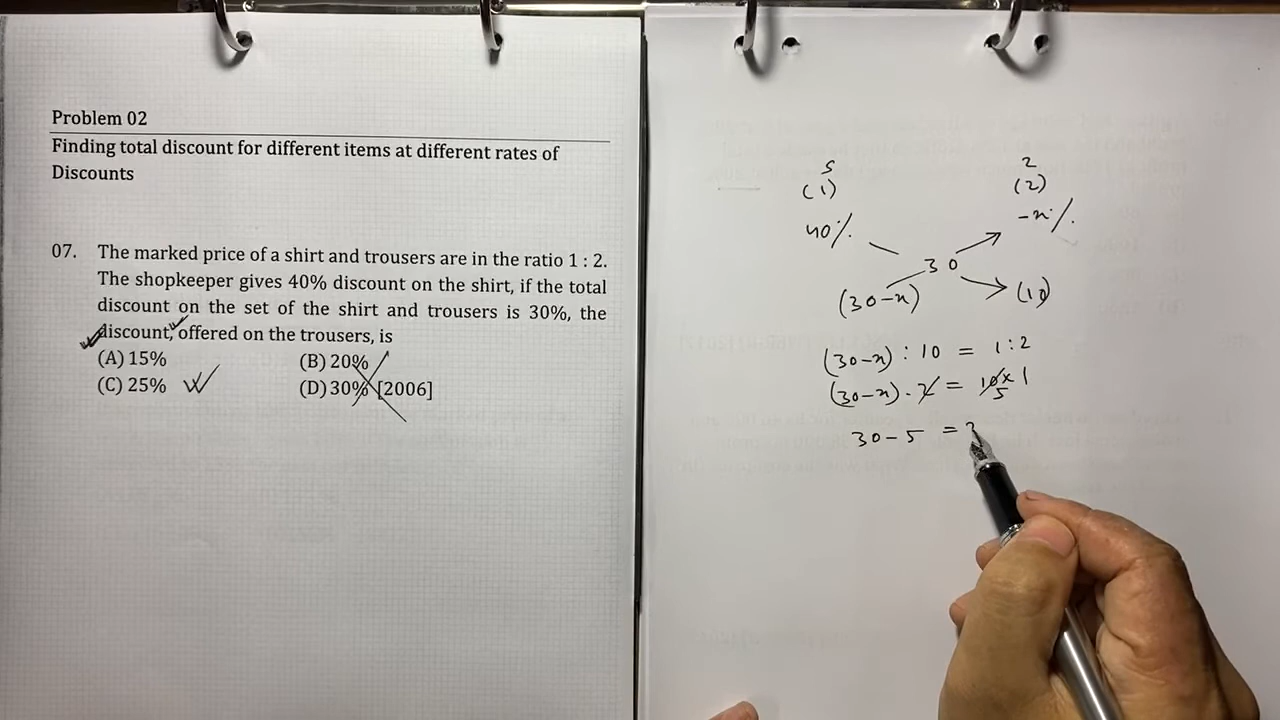 Problem 02
Finding total discount for different items at different rates of
Discounts
07. The marked price of a shirt and trousers are in the ratio 1 : 2.
The shopkeeper gives 40% discount on the shirt, if the total
discount on the set of the shirt and trousers is 30%, the
discount, offered on the trousers, is
(A) 15% (B) 20%
(C) 25% (D) 30% [2006]
S 2
(1) (2)
40% -x%
30
(30-x) (10)
(30-x) : 10 = 1:2
(30-x) . 2 = 10x1
5
30-5 =